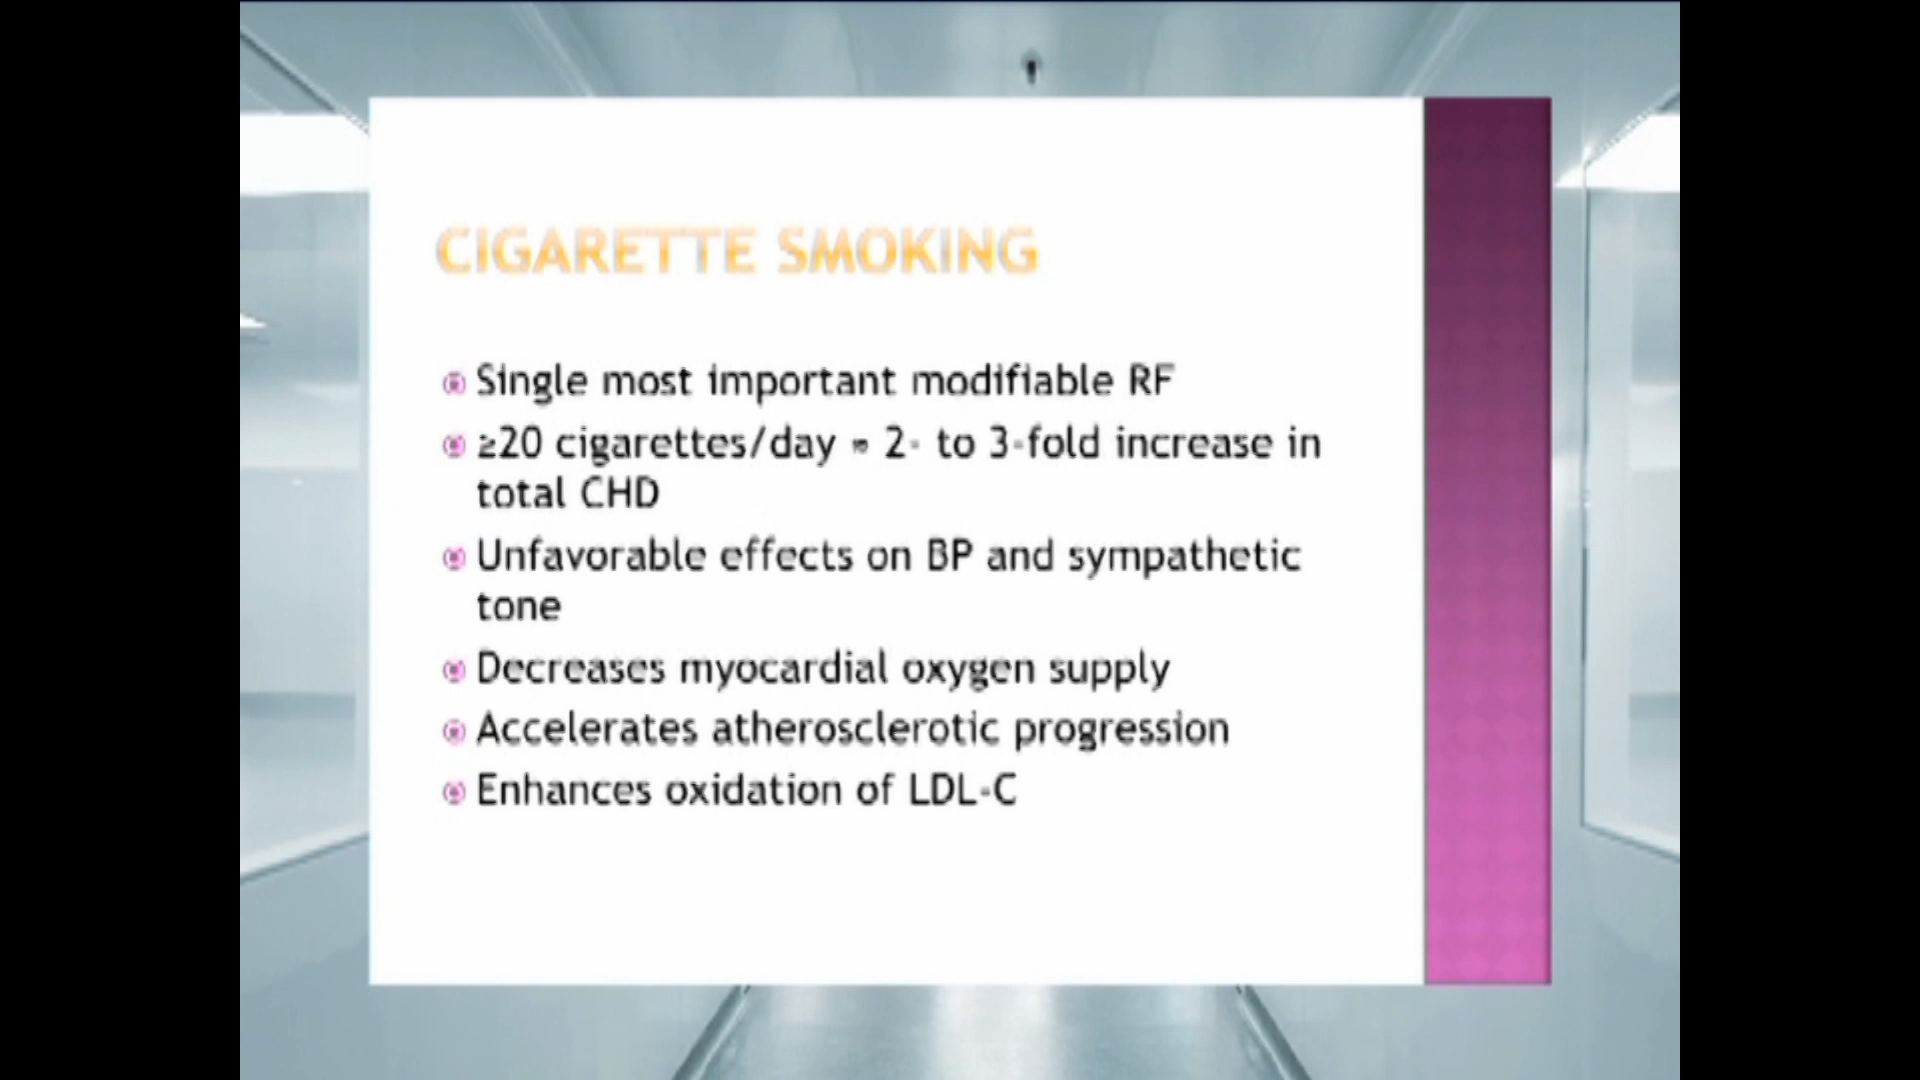 CIGARETTE SMOKING
Single most important modifiable RF
≥20 cigarettes/day = 2- to 3-fold increase in
total CHD
Unfavorable effects on BP and sympathetic
tone
Decreases myocardial oxygen supply
Accelerates atherosclerotic progression
Enhances oxidation of LDL-C